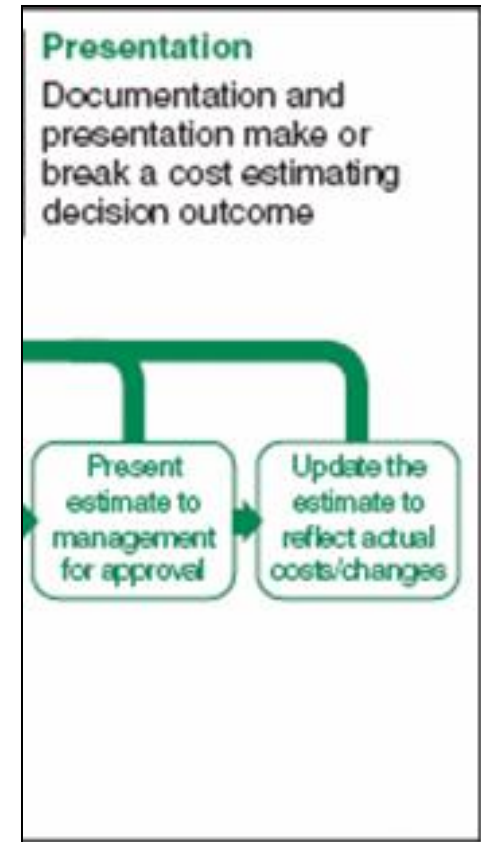 Presentation
Documentation and
presentation make or
break a cost estimating
decision outcome
Present
estimate to
management
for approval
Update the
estimate to
reflect actual
costs/changes